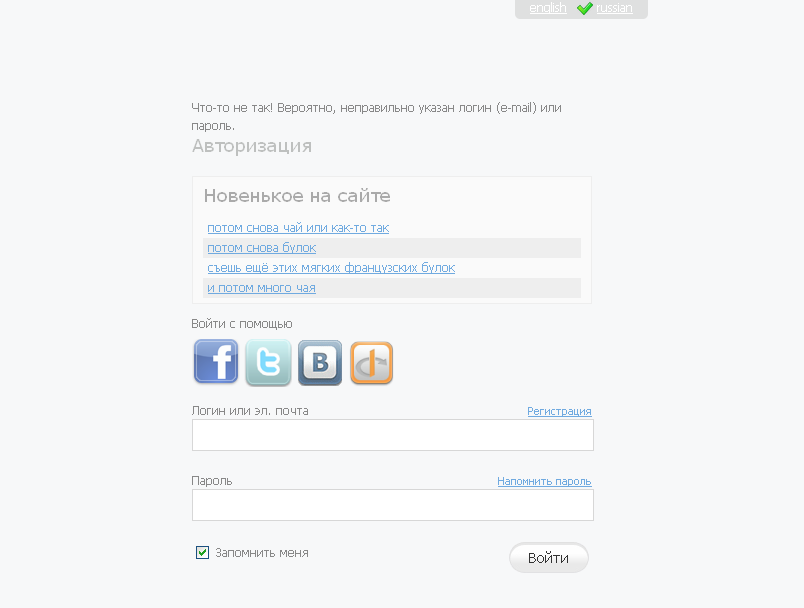 english russian
Что-то не так! Вероятно, неправильно указан логин (e-mail) или
пароль.
Авторизация
Новенькое на сайте
потом снова чай или как-то так
потом снова булок
съешь ещё этих мягких французских булок
и потом много чая
Войти с помощью
Логин или эл. почта Регистрация
Пароль Напомнить пароль
Запомнить меня Войти